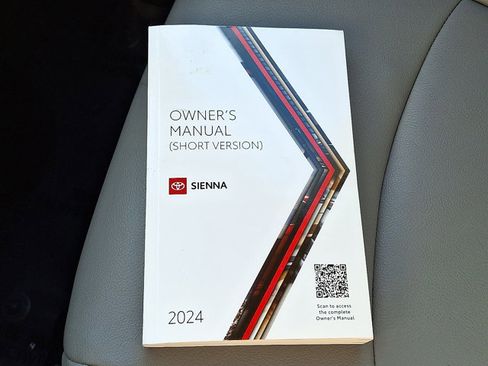 OWNER'S
MANUAL
(SHORT VERSION)
SIENNA
Scan to access
the complete
Owner's Manual
2024